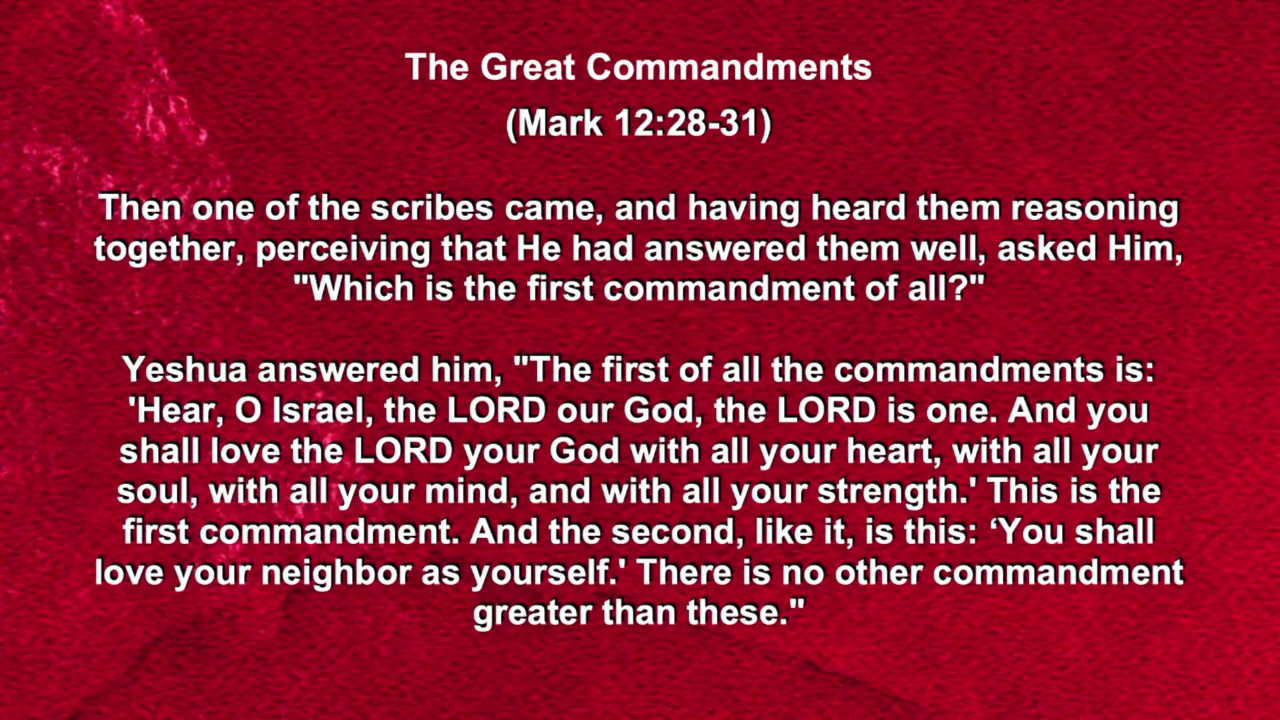 The Great Commandments
(Mark 12:28-31)
Then one of the scribes came, and having heard them reasoning
together, perceiving that He had answered them well, asked Him,
"Which is the first commandment of all?"
Yeshua answered him, "The first of all the commandments is:
'Hear, O Israel, the LORD our God, the LORD is one. And you
shall love the LORD your God with all your heart, with all your
soul, with all your mind, and with all your strength.' This is the
first commandment. And the second, like it, is this: ‘You shall
love your neighbor as yourself.' There is no other commandment
greater than these."